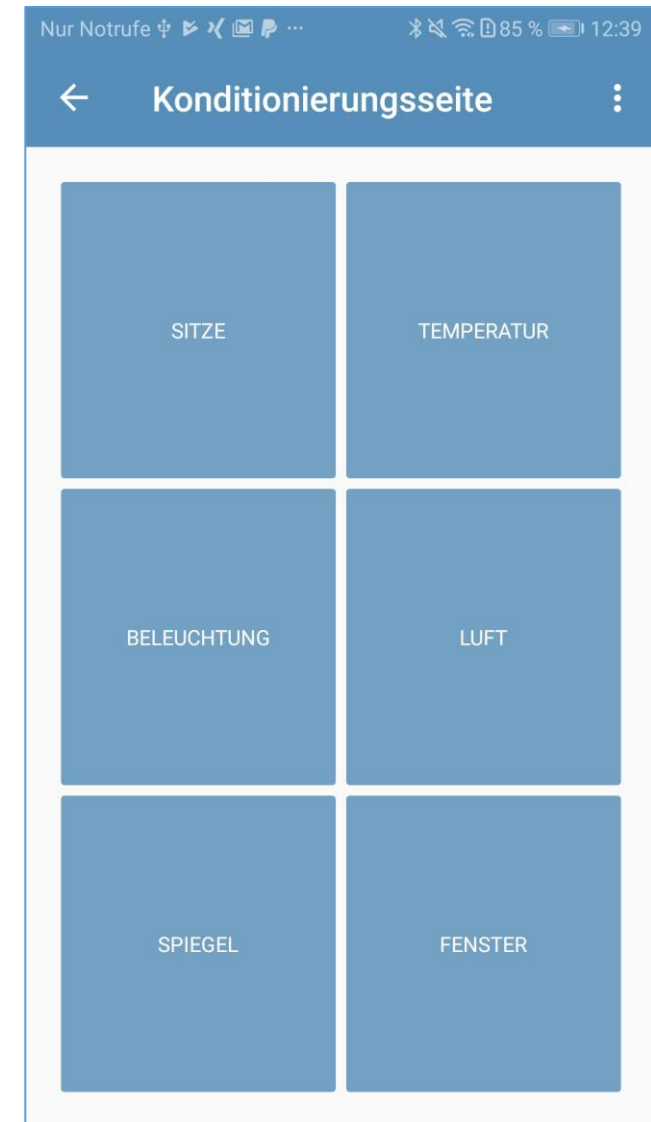 Nur Notrufe ... 85 % 12:39
Konditionierungsseite
SITZE TEMPERATUR
BELEUCHTUNG LUFT
SPIEGEL FENSTER